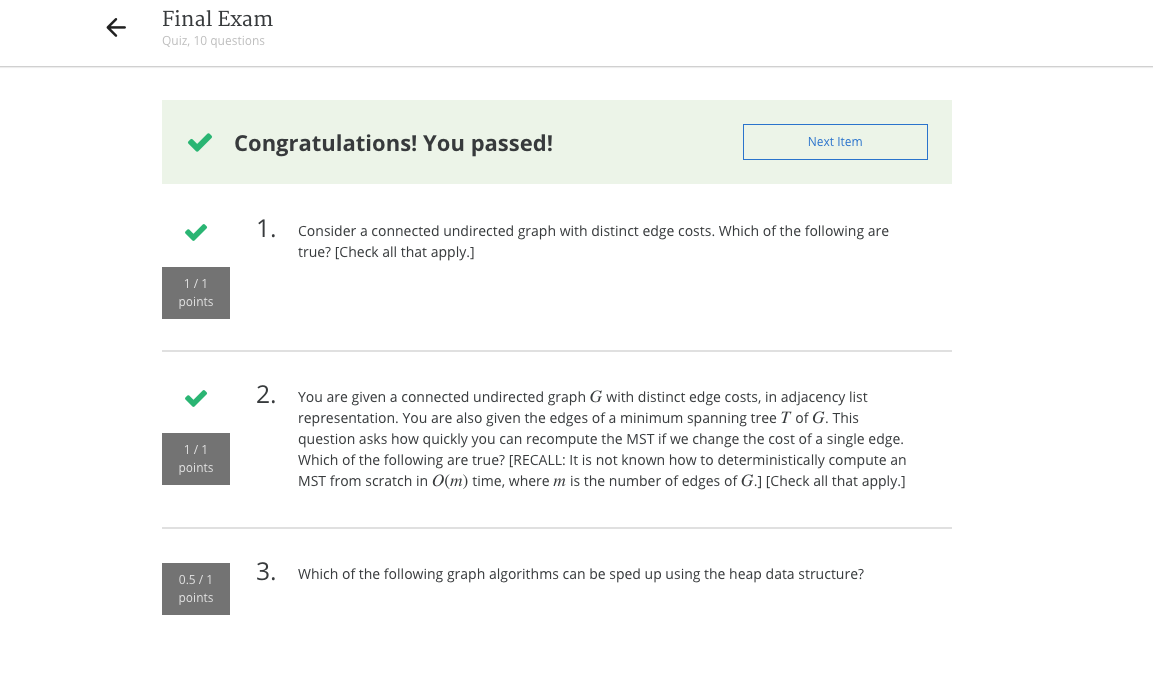 Final Exam
Quiz, 10 questions
Congratulations! You passed!
Next Item
1 / 1
points
1.
Consider a connected undirected graph with distinct edge costs. Which of the following are
true? [Check all that apply.]
1 / 1
points
2.
You are given a connected undirected graph G with distinct edge costs, in adjacency list
representation. You are also given the edges of a minimum spanning tree T of G. This
question asks how quickly you can recompute the MST if we change the cost of a single edge.
Which of the following are true? [RECALL: It is not known how to deterministically compute an
MST from scratch in O(m) time, where m is the number of edges of G.] [Check all that apply.]
0.5 / 1
points
3.
Which of the following graph algorithms can be sped up using the heap data structure?